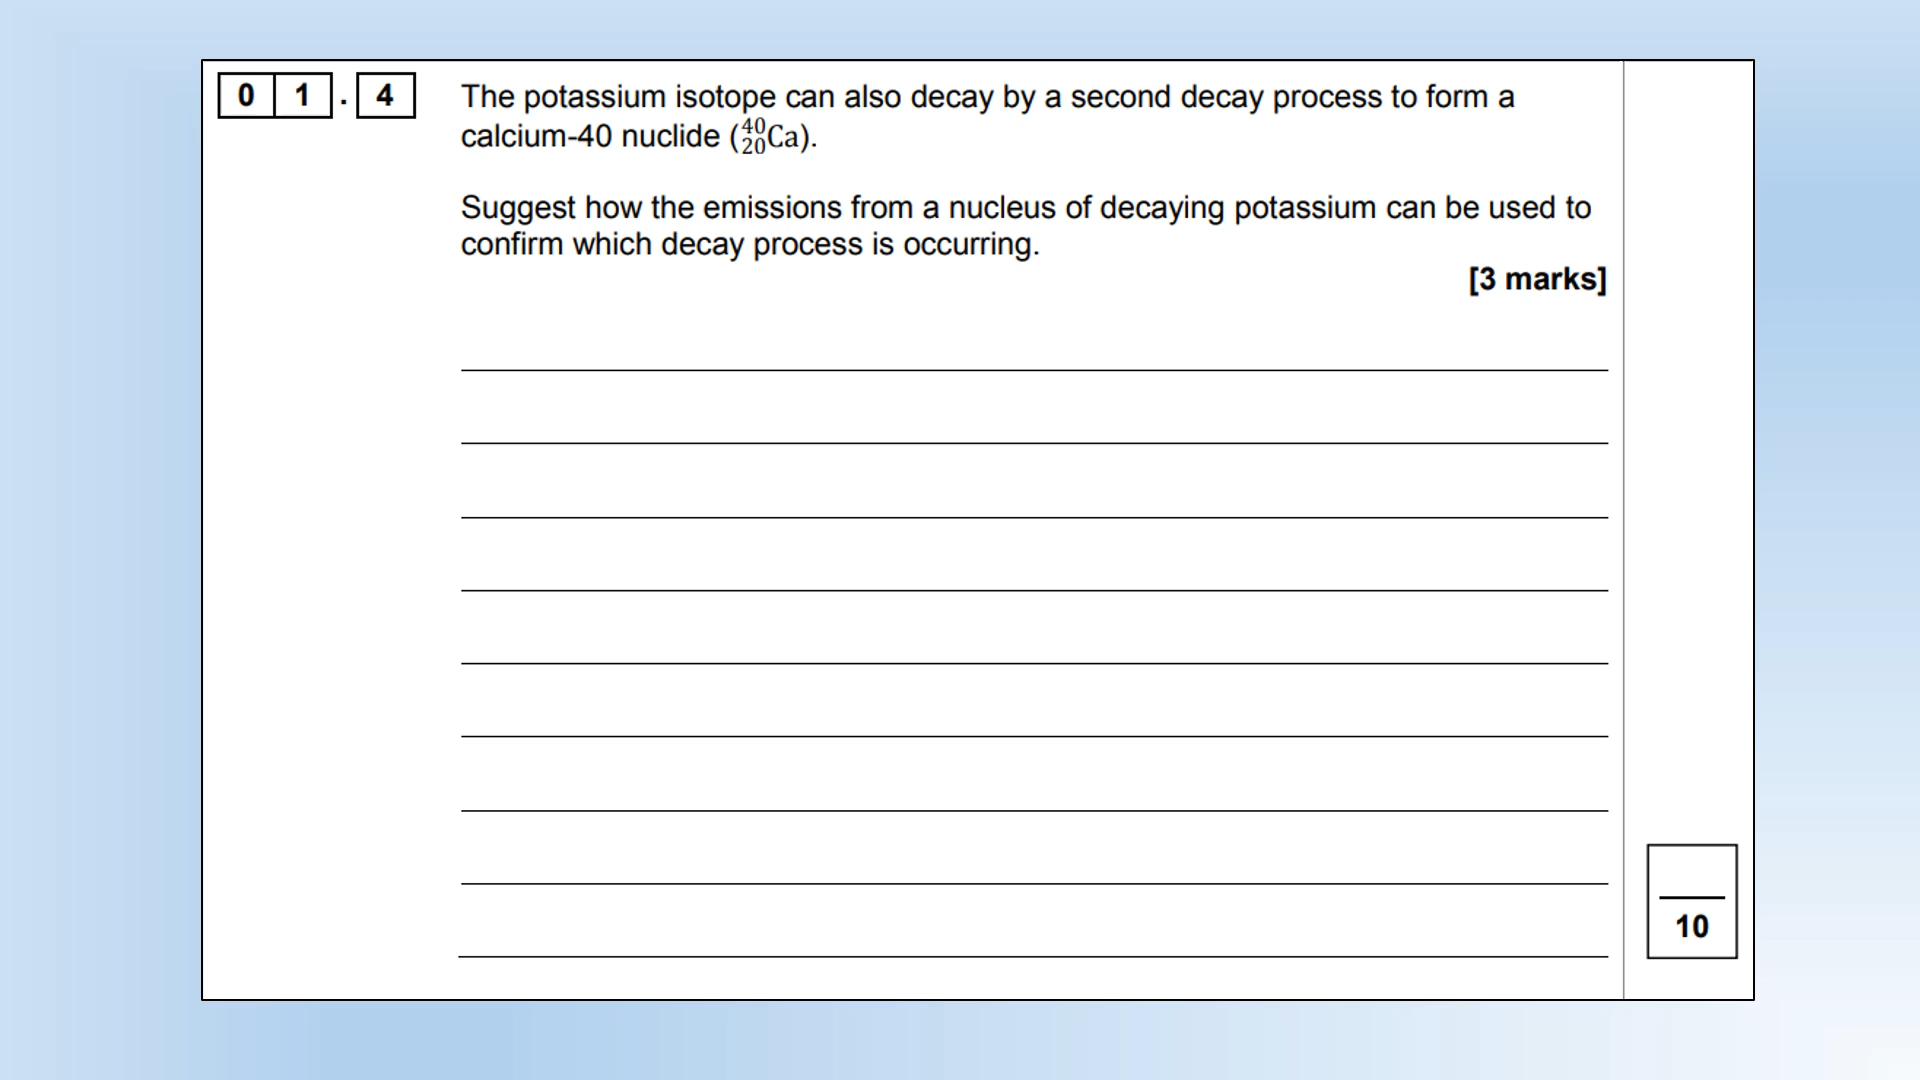 0 1 . 4 The potassium isotope can also decay by a second decay process to form a
calcium-40 nuclide (⁴⁰₂₀Ca).
Suggest how the emissions from a nucleus of decaying potassium can be used to
confirm which decay process is occurring.
[3 marks]
10